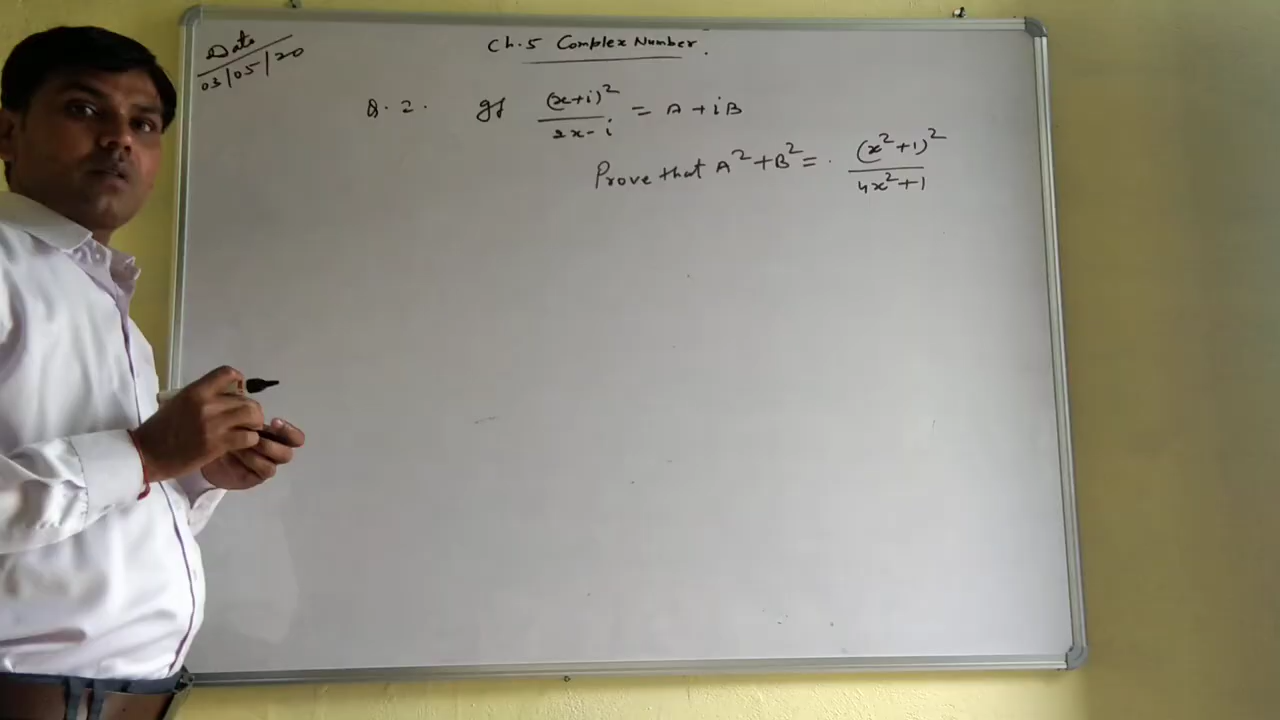 Date
03/05/20
Ch.5 Complex Number.
Q.2. If (x+i)²/2x-i = A+iB
Prove that A²+B² = (x²+1)²/4x²+1